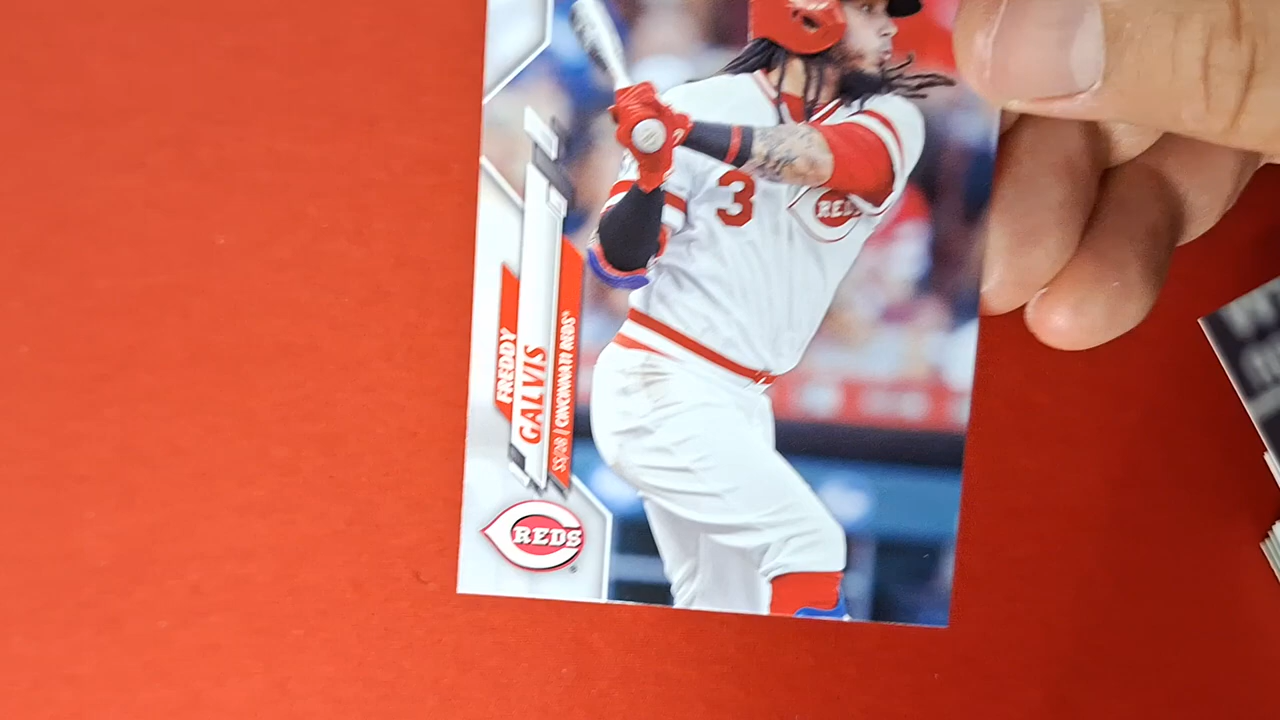 FREDDY
GALVIS
SS/2B | CINCINNATI REDS®
REDS
3
REDS